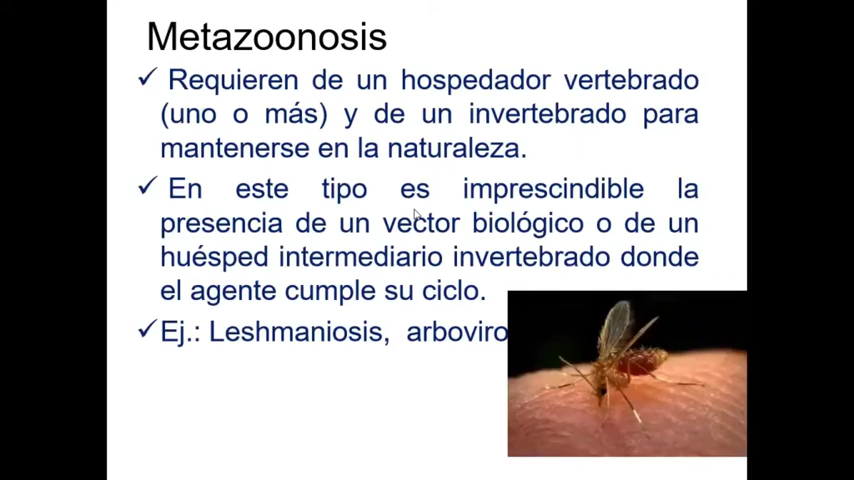 Metazoonosis
✓ Requieren de un hospedador vertebrado
(uno o más) y de un invertebrado para
mantenerse en la naturaleza.
✓ En este tipo es imprescindible la
presencia de un vector biológico o de un
huésped intermediario invertebrado donde
el agente cumple su ciclo.
✓Ej.: Leshmaniosis,